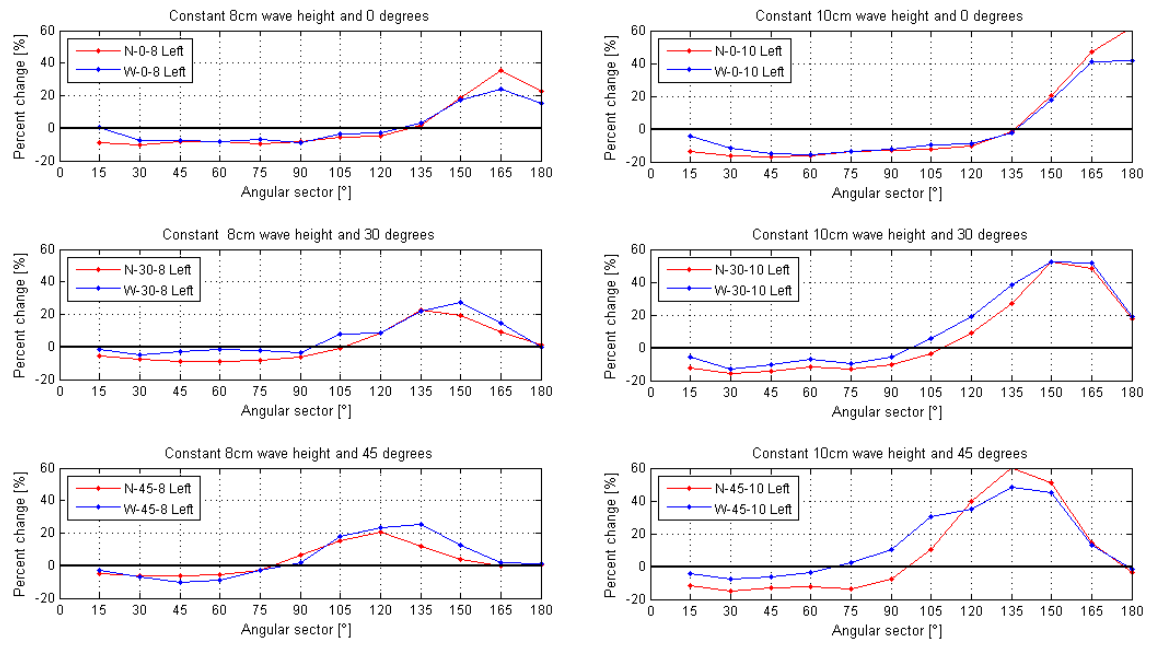 Constant 8cm wave height and 0 degrees
60
40
20
0
-20
Percent change [%]
N-0-8 Left
W-0-8 Left
0 15 30 45 60 75 90 105 120 135 150 165 180
Angular sector [°]
Constant 10cm wave height and 0 degrees
60
40
20
0
-20
Percent change [%]
N-0-10 Left
W-0-10 Left
0 15 30 45 60 75 90 105 120 135 150 165 180
Angular sector [°]
Constant 8cm wave height and 30 degrees
60
40
20
0
-20
Percent change [%]
N-30-8 Left
W-30-8 Left
0 15 30 45 60 75 90 105 120 135 150 165 180
Angular sector [°]
Constant 10cm wave height and 30 degrees
60
40
20
0
-20
Percent change [%]
N-30-10 Left
W-30-10 Left
0 15 30 45 60 75 90 105 120 135 150 165 180
Angular sector [°]
Constant 8cm wave height and 45 degrees
60
40
20
0
-20
Percent change [%]
N-45-8 Left
W-45-8 Left
0 15 30 45 60 75 90 105 120 135 150 165 180
Angular sector [°]
Constant 10cm wave height and 45 degrees
60
40
20
0
-20
Percent change [%]
N-45-10 Left
W-45-10 Left
0 15 30 45 60 75 90 105 120 135 150 165 180
Angular sector [°]